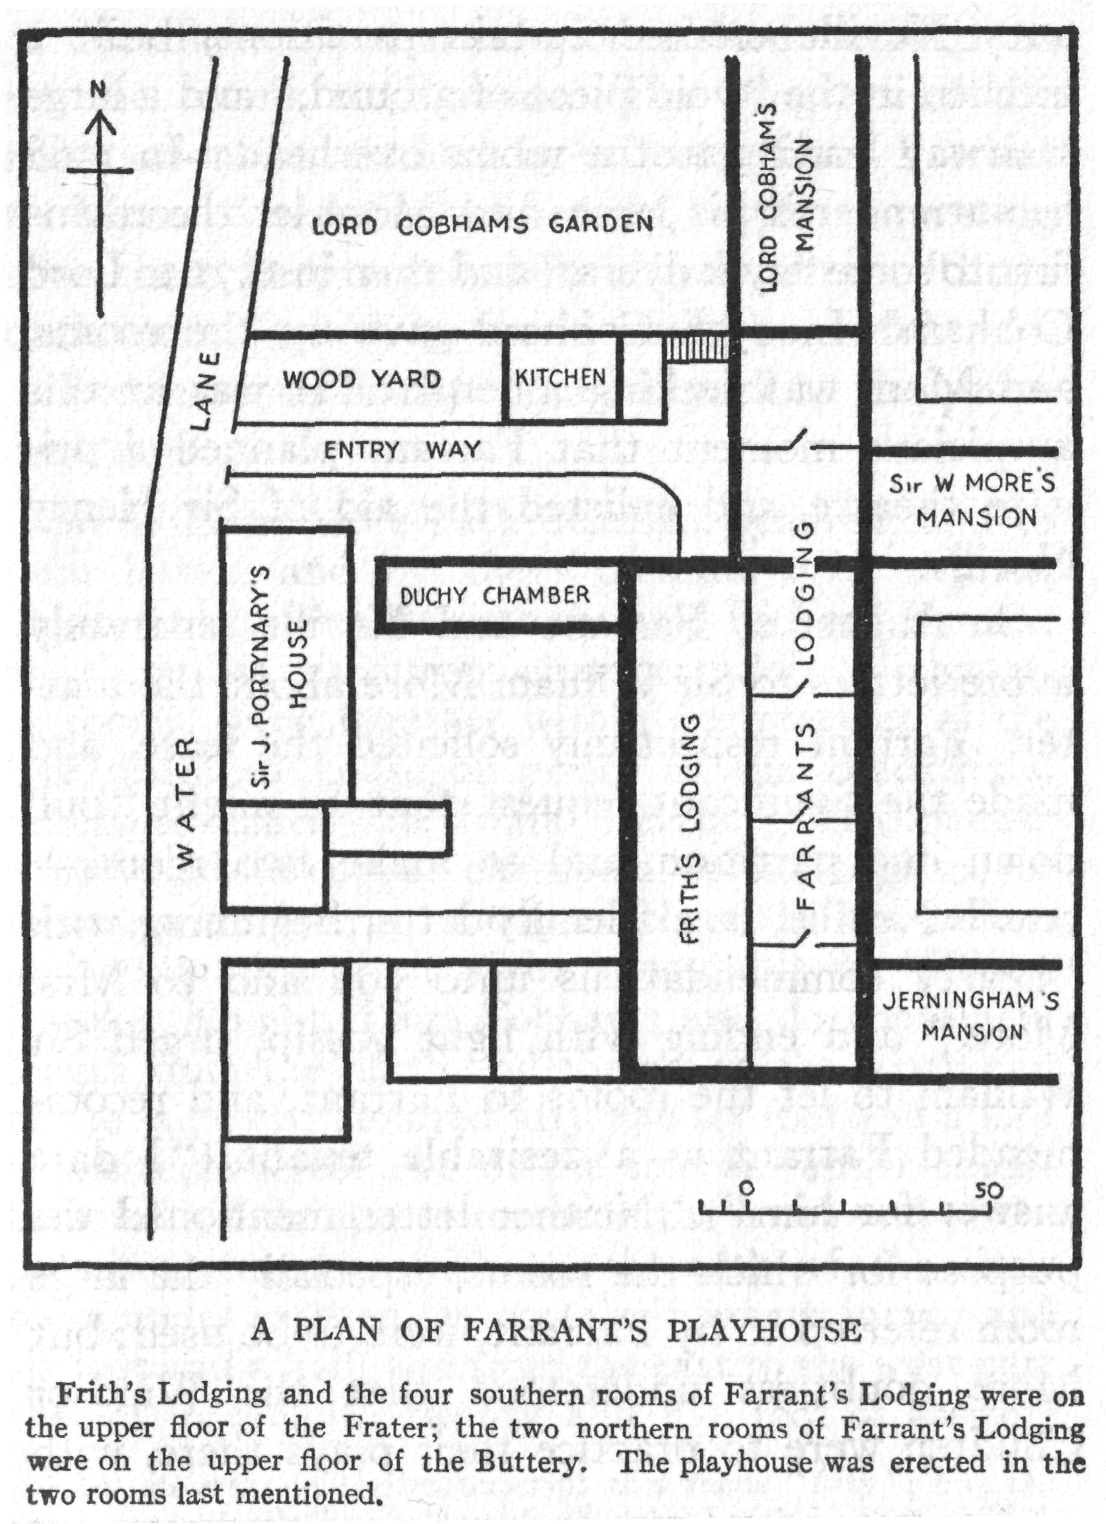 N
LORD COBHAM'S
MANSION
LORD COBHAMS GARDEN
LANE
WOOD YARD
KITCHEN
ENTRY WAY
Sir W MORE'S
MANSION
DUCHY CHAMBER
Sir J. PORTYNARY'S
HOUSE
LODGING
FARRANTS
FRITH'S LODGING
WATER
JERNINGHAM'S
MANSION
0 50
A PLAN OF FARRANT'S PLAYHOUSE
Frith's Lodging and the four southern rooms of Farrant's Lodging were on
the upper floor of the Frater; the two northern rooms of Farrant's Lodging
were on the upper floor of the Buttery. The playhouse was erected in the
two rooms last mentioned.